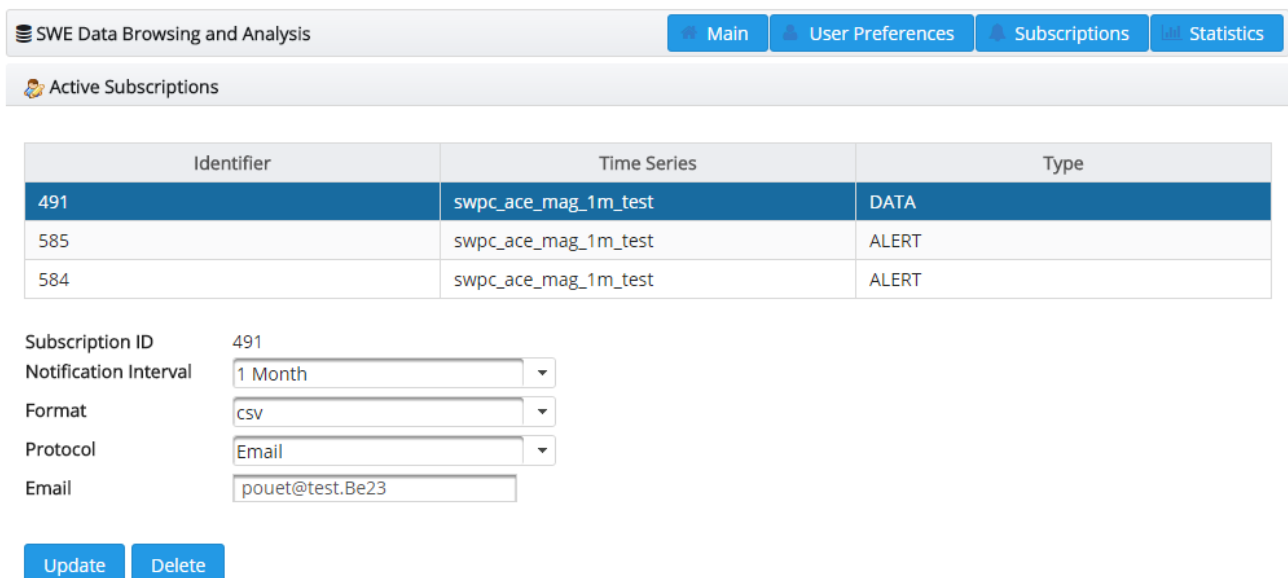 SWE Data Browsing and Analysis Main User Preferences Subscriptions Statistics
Active Subscriptions
Identifier Time Series Type
491 swpc_ace_mag_1m_test DATA
585 swpc_ace_mag_1m_test ALERT
584 swpc_ace_mag_1m_test ALERT
Subscription ID 491
Notification Interval 1 Month
Format csv
Protocol Email
Email pouet@test.Be23
Update Delete